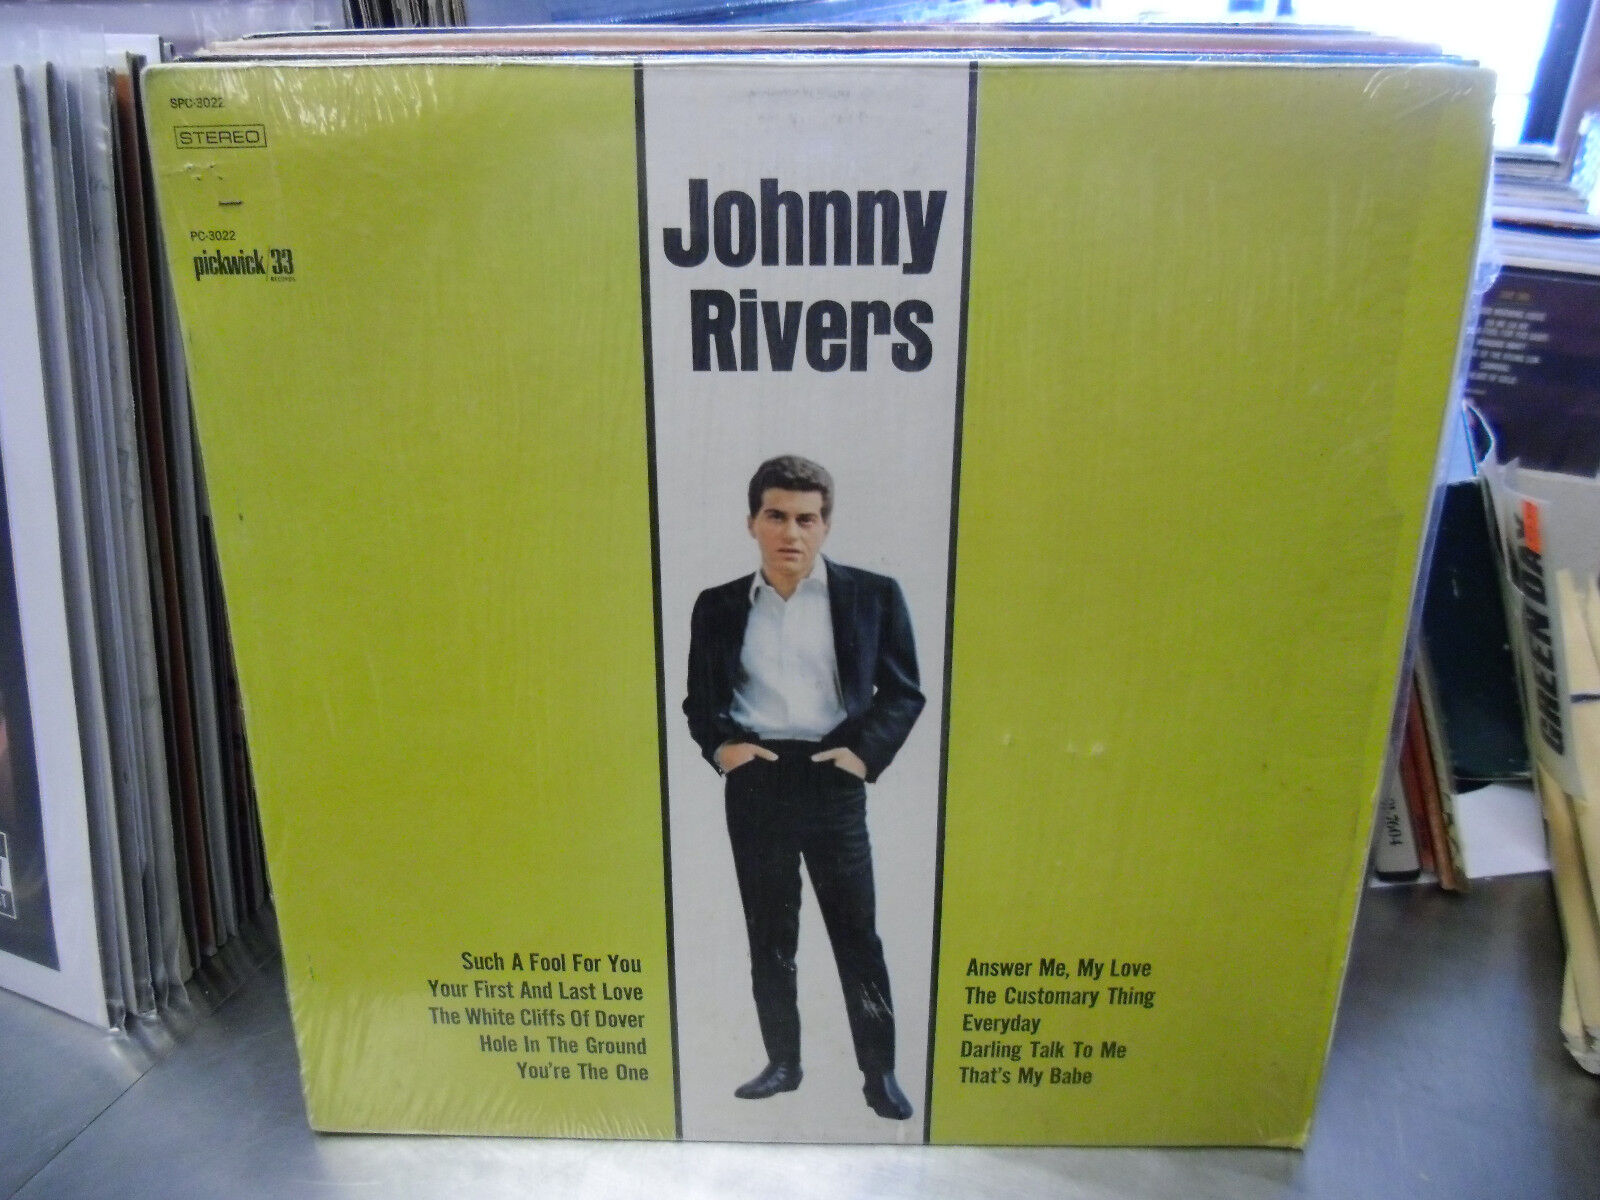 SPC-3022
STEREO
PC-3022
pickwick/33
RECORDS
Johnny
Rivers
Such A Fool For You
Your First And Last Love
The White Cliffs Of Dover
Hole In The Ground
You're The One
Answer Me, My Love
The Customary Thing
Everyday
Darling Talk To Me
That's My Babe
GREEN DAY